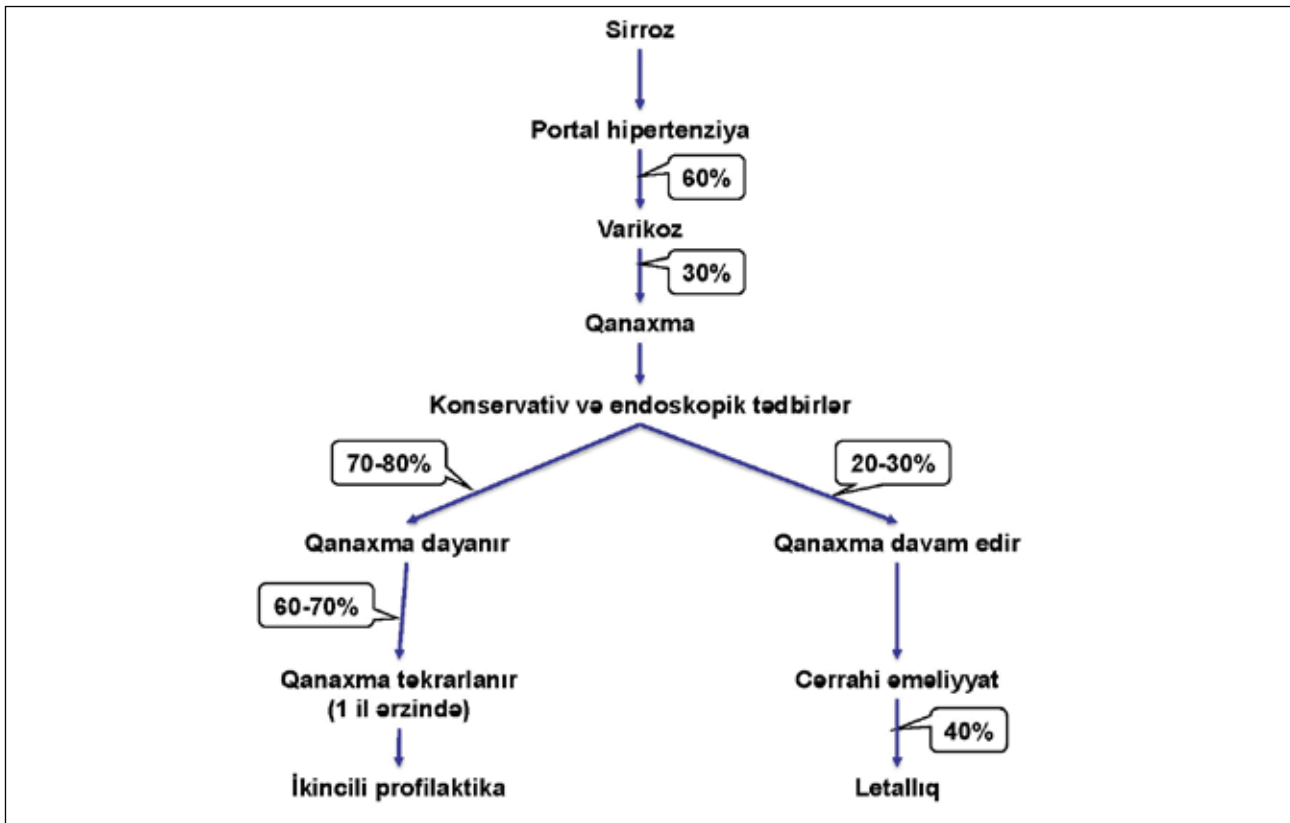 Sirroz
Portal hipertenziya
60%
Varikoz
30%
Qanaxma
Konservativ və endoskopik tədbirlər
70-80%
20-30%
Qanaxma dayanır
Qanaxma davam edir
60-70%
Qanaxma təkrarlanır
(1 il ərzində)
Cərrahi əməliyyat
40%
İkincili profilaktika
Letallıq